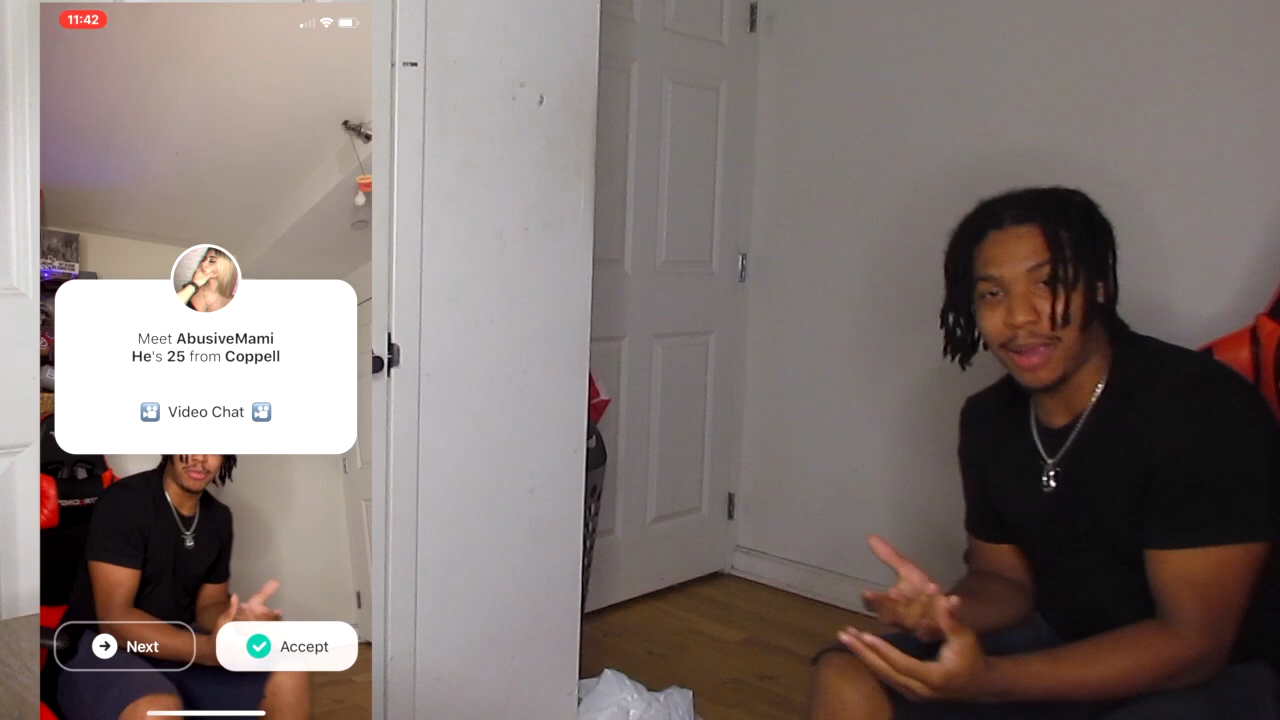 11:42
Meet AbusiveMami
He's 25 from Coppell
Video Chat
Next
Accept